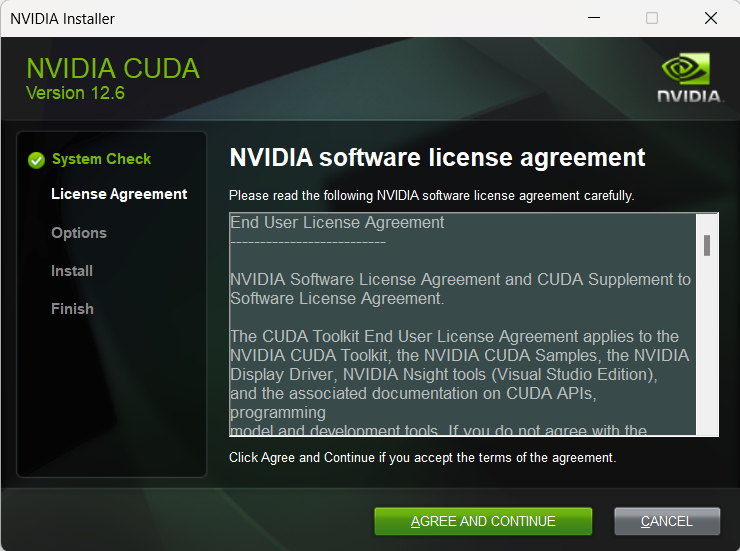 NVIDIA Installer
NVIDIA CUDA
Version 12.6
NVIDIA.
System Check
License Agreement
Options
Install
Finish
NVIDIA software license agreement
Please read the following NVIDIA software license agreement carefully.
End User License Agreement
--------------------------
NVIDIA Software License Agreement and CUDA Supplement to
Software License Agreement.
The CUDA Toolkit End User License Agreement applies to the
NVIDIA CUDA Toolkit, the NVIDIA CUDA Samples, the NVIDIA
Display Driver, NVIDIA Nsight tools (Visual Studio Edition),
and the associated documentation on CUDA APIs,
programming
model and development tools. If you do not agree with the
Click Agree and Continue if you accept the terms of the agreement.
AGREE AND CONTINUE
CANCEL